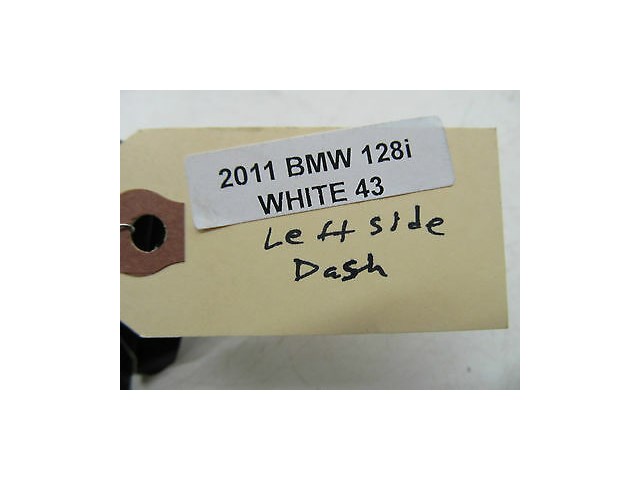 2011 BMW 128i
WHITE 43
Left side
Dash